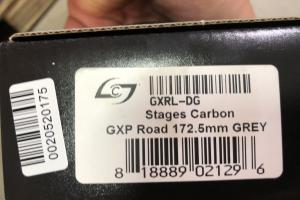 GXRL-DG
Stages Carbon
GXP Road 172.5mm GREY
8 18889 02129 6
0020520175